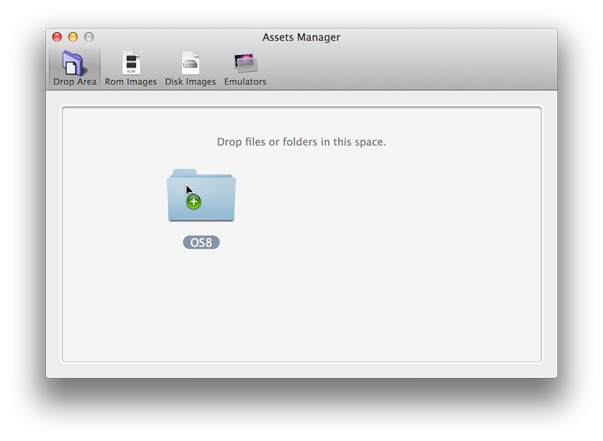 Assets Manager
Drop Area Rom Images Disk Images Emulators
Drop files or folders in this space.
OS8